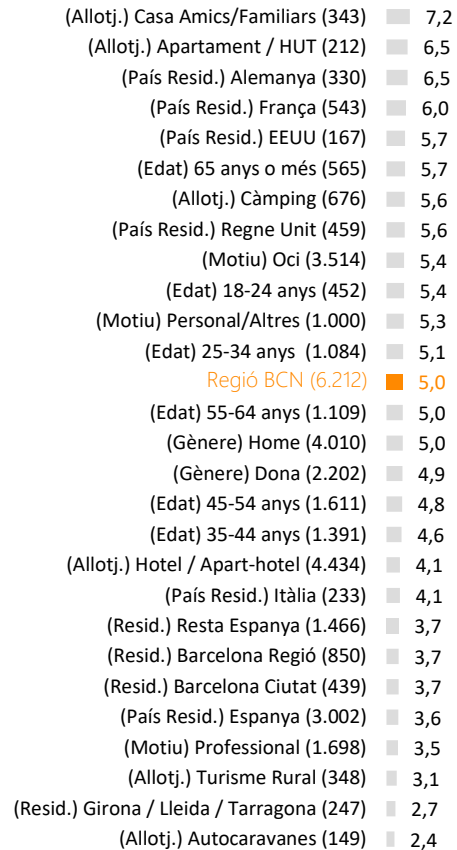 (Allotj.) Casa Amics/Familiars (343) 7,2
(Allotj.) Apartament / HUT (212) 6,5
(País Resid.) Alemanya (330) 6,5
(País Resid.) França (543) 6,0
(País Resid.) EEUU (167) 5,7
(Edat) 65 anys o més (565) 5,7
(Allotj.) Càmping (676) 5,6
(País Resid.) Regne Unit (459) 5,6
(Motiu) Oci (3.514) 5,4
(Edat) 18-24 anys (452) 5,4
(Motiu) Personal/Altres (1.000) 5,3
(Edat) 25-34 anys (1.084) 5,1
Regió BCN (6.212) 5,0
(Edat) 55-64 anys (1.109) 5,0
(Gènere) Home (4.010) 5,0
(Gènere) Dona (2.202) 4,9
(Edat) 45-54 anys (1.611) 4,8
(Edat) 35-44 anys (1.391) 4,6
(Allotj.) Hotel / Apart-hotel (4.434) 4,1
(País Resid.) Itàlia (233) 4,1
(Resid.) Resta Espanya (1.466) 3,7
(Resid.) Barcelona Regió (850) 3,7
(Resid.) Barcelona Ciutat (439) 3,7
(País Resid.) Espanya (3.002) 3,6
(Motiu) Professional (1.698) 3,5
(Allotj.) Turisme Rural (348) 3,1
(Resid.) Girona / Lleida / Tarragona (247) 2,7
(Allotj.) Autocaravanes (149) 2,4